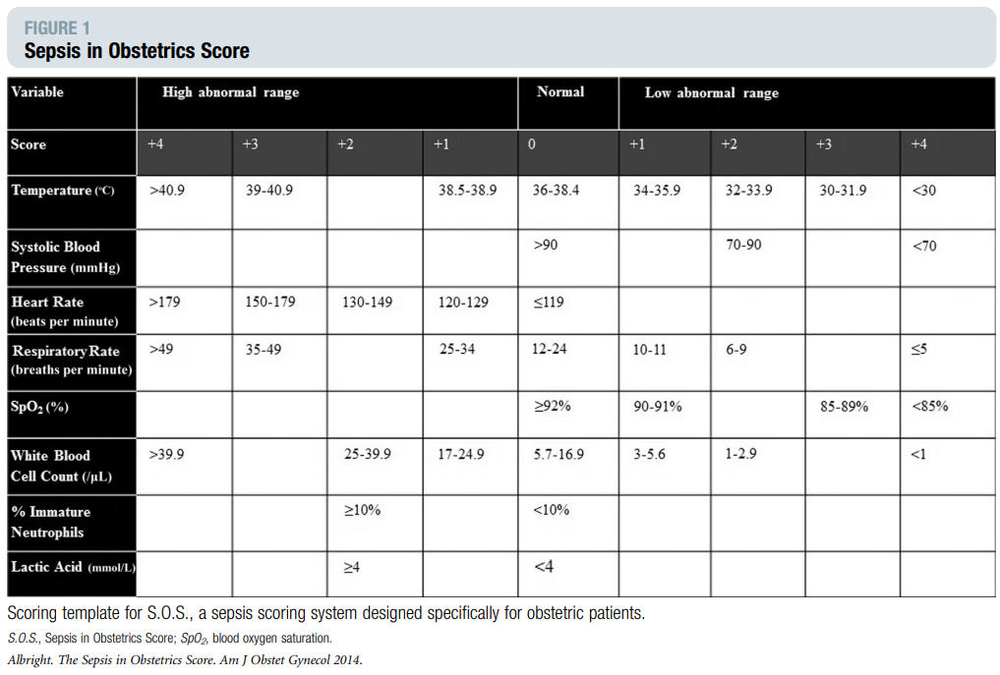 FIGURE 1
Sepsis in Obstetrics Score
Variable High abnormal range Normal Low abnormal range
Score +4 +3 +2 +1 0 +1 +2 +3 +4
Temperature (°C) >40.9 39-40.9 38.5-38.9 36-38.4 34-35.9 32-33.9 30-31.9 <30
Systolic Blood >90 70-90 <70
Pressure (mmHg)
Heart Rate >179 150-179 130-149 120-129 ≤119
(beats per minute)
Respiratory Rate >49 35-49 25-34 12-24 10-11 6-9 ≤5
(breaths per minute)
SpO₂ (%) ≥92% 90-91% 85-89% <85%
White Blood >39.9 25-39.9 17-24.9 5.7-16.9 3-5.6 1-2.9 <1
Cell Count (/μL)
% Immature ≥10% <10%
Neutrophils
Lactic Acid (mmol/L) ≥4 <4
Scoring template for S.O.S., a sepsis scoring system designed specifically for obstetric patients.
S.O.S., Sepsis in Obstetrics Score; SpO₂, blood oxygen saturation.
Albright. The Sepsis in Obstetrics Score. Am J Obstet Gynecol 2014.